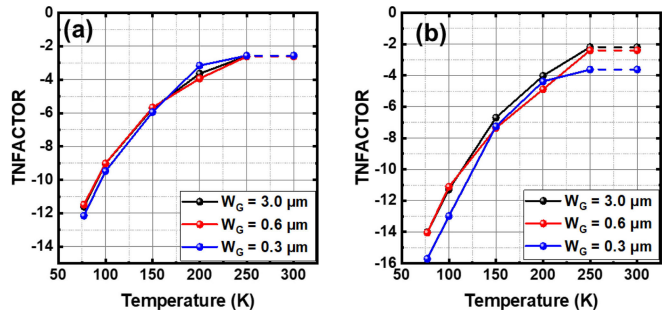 (a)
TNFACTOR
-2
-4
-6
-8
-10
-12
-14
50 100 150 200 250 300
Temperature (K)
W_G = 3.0 µm
W_G = 0.6 µm
W_G = 0.3 µm
(b)
TNFACTOR
0
-2
-4
-6
-8
-10
-12
-14
-16
50 100 150 200 250 300
Temperature (K)
W_G = 3.0 µm
W_G = 0.6 µm
W_G = 0.3 µm